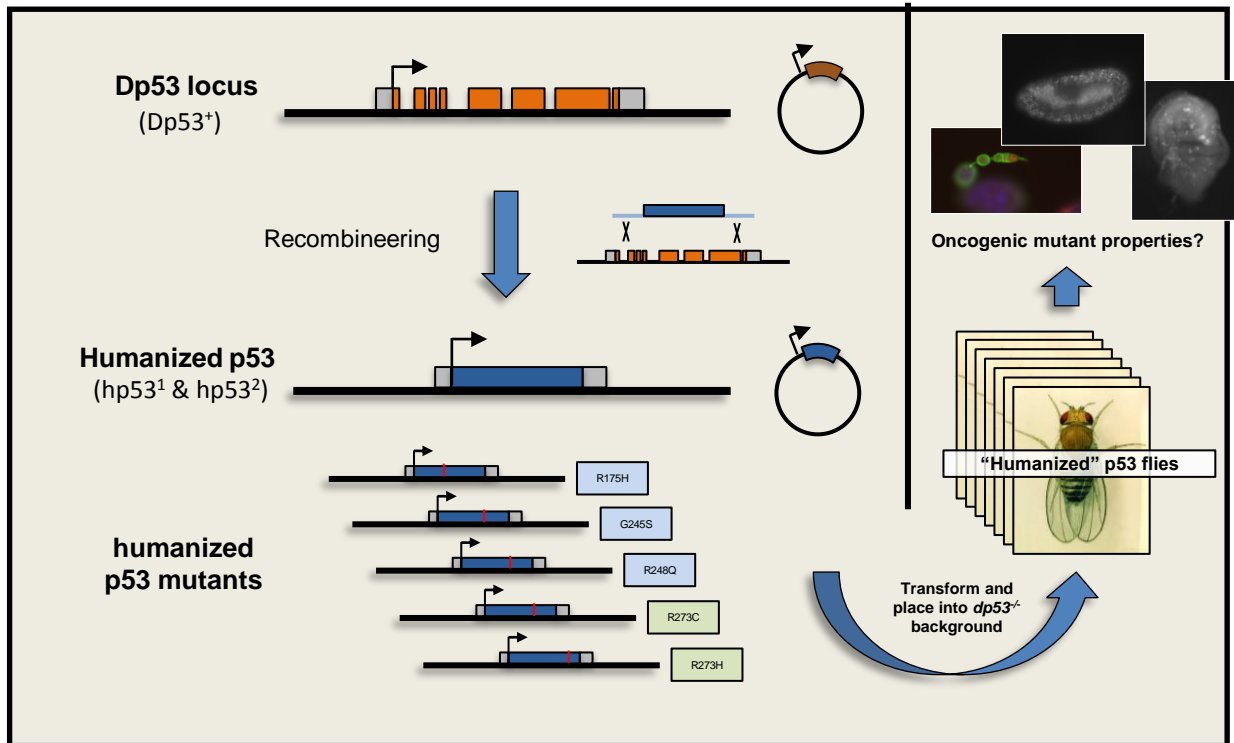 Dp53 locus
(Dp53⁺)
Recombineering
Humanized p53
(hp53¹ & hp53²)
humanized
p53 mutants
R175H
G245S
R248Q
R273C
R273H
Oncogenic mutant properties?
“Humanized” p53 flies
Transform and
place into dp53⁻/⁻
background